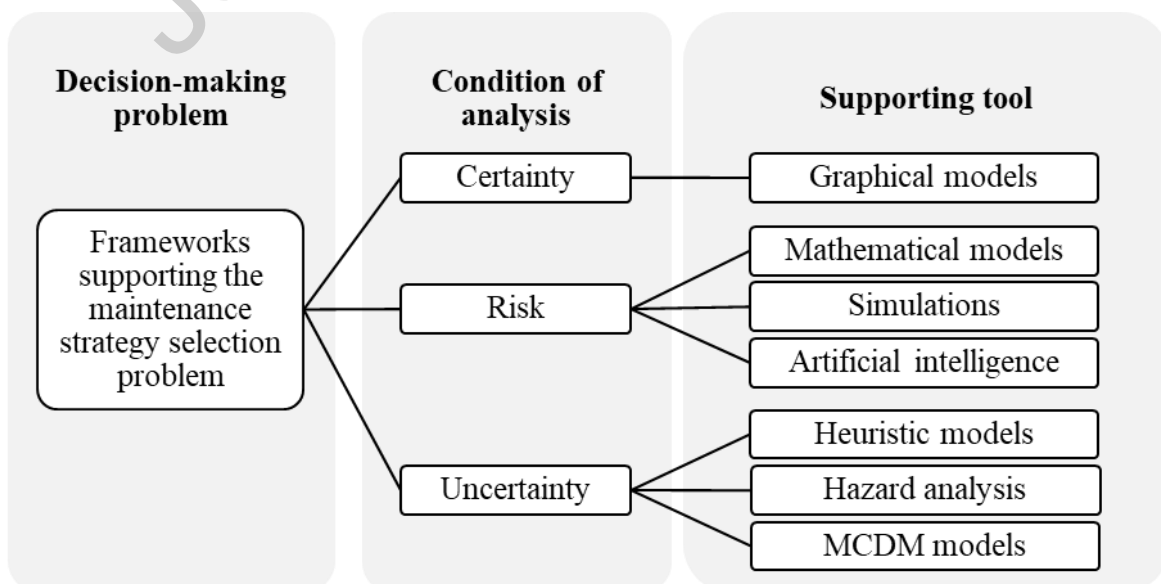 Decision-making
problem
Condition of
analysis
Supporting tool
Frameworks
supporting the
maintenance
strategy selection
problem
Certainty
Risk
Uncertainty
Graphical models
Mathematical models
Simulations
Artificial intelligence
Heuristic models
Hazard analysis
MCDM models